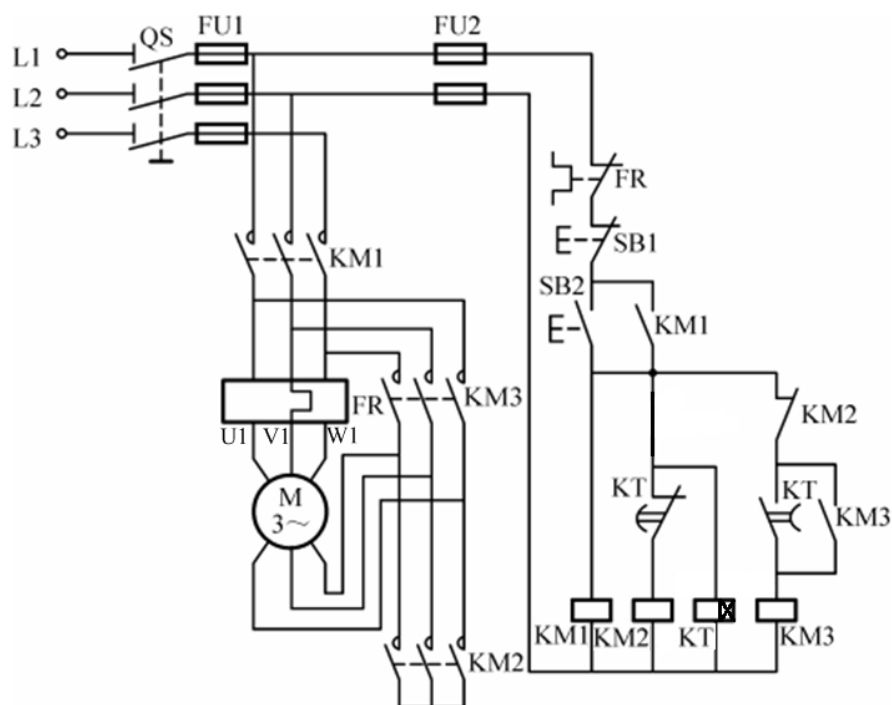 FU1 FU2
QS
L1
L2
L3
FR
SB1
KM1
SB2
KM1
FR KM3
KM2
U1 V1 W1
KT KT
M
3～
KM3
KM1 KM2 KT KM3
KM2